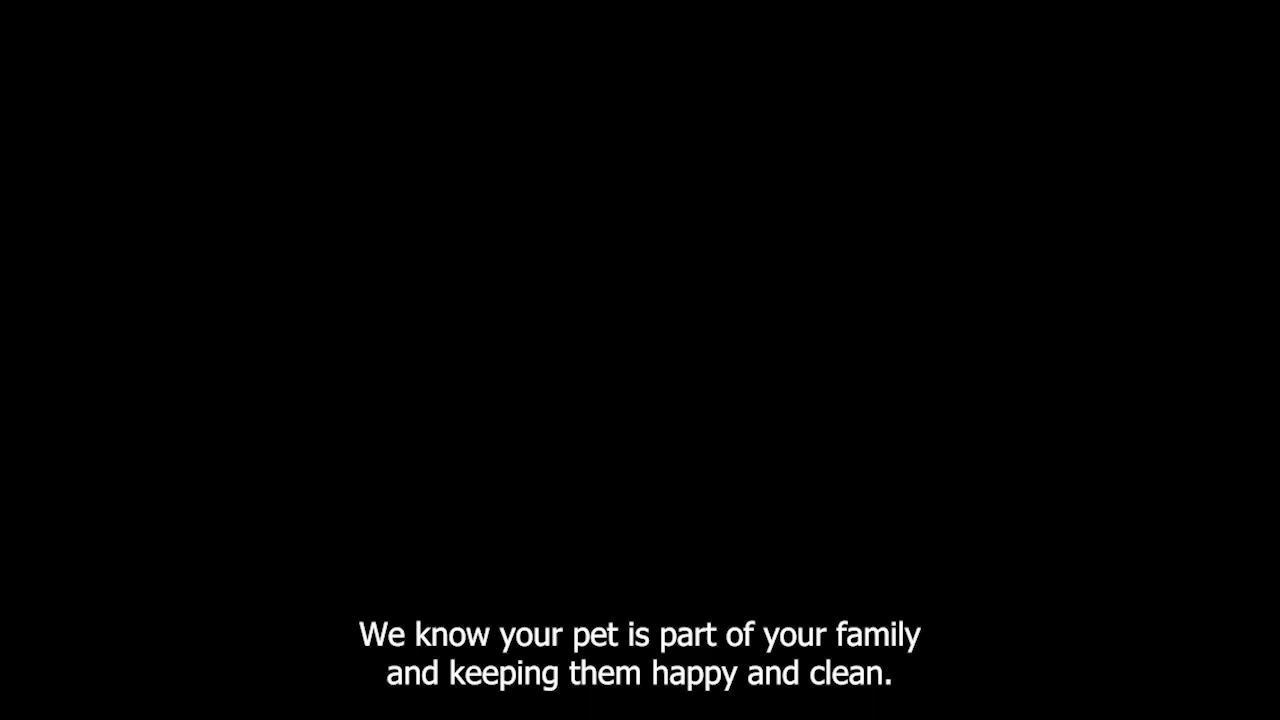 We know your pet is part of your family
and keeping them happy and clean.